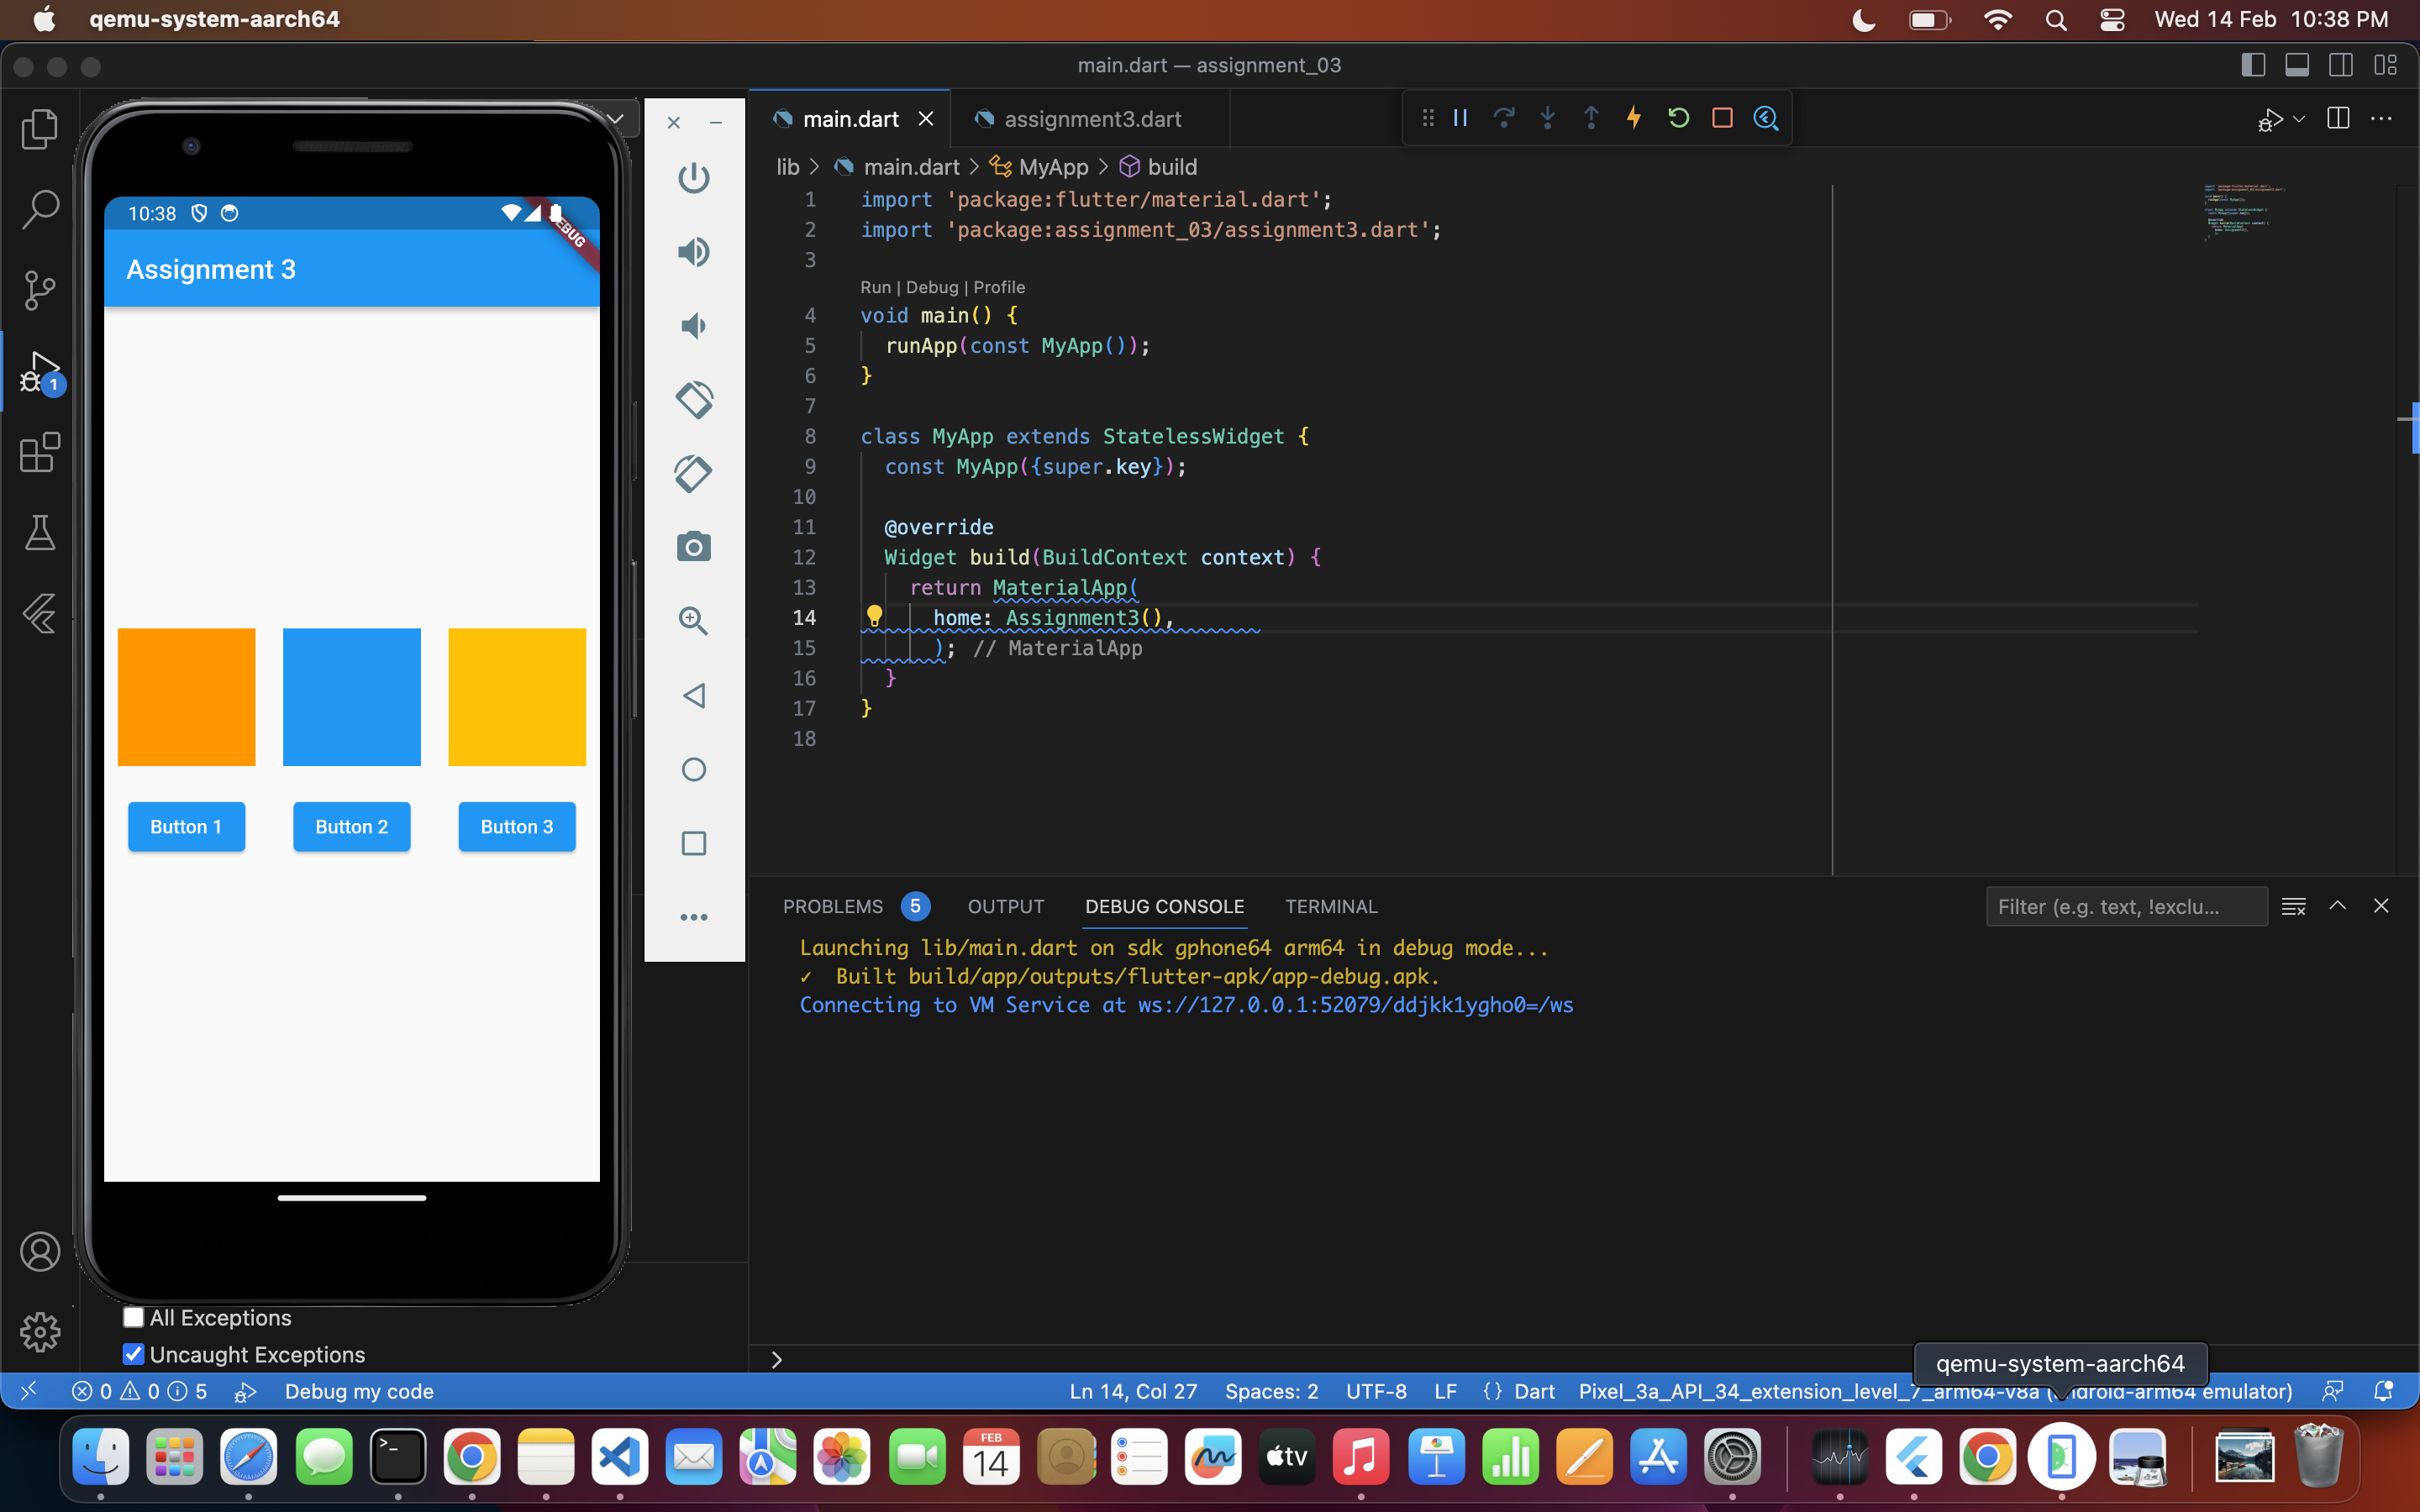 qemu-system-aarch64
Wed 14 Feb 10:38 PM
main.dart — assignment_03
main.dart
assignment3.dart
lib > main.dart > MyApp > build
1 import 'package:flutter/material.dart';
2 import 'package:assignment_03/assignment3.dart';
3
Run | Debug | Profile
4 void main() {
5 runApp(const MyApp());
6 }
7
8 class MyApp extends StatelessWidget {
9 const MyApp({super.key});
10
11 @override
12 Widget build(BuildContext context) {
13 return MaterialApp(
14 home: Assignment3(),
15 ); // MaterialApp
16 }
17 }
18
10:38
Assignment 3
Button 1
Button 2
Button 3
1
PROBLEMS 5 OUTPUT DEBUG CONSOLE TERMINAL
Filter (e.g. text, !exclu...
Launching lib/main.dart on sdk gphone64 arm64 in debug mode...
✓ Built build/app/outputs/flutter-apk/app-debug.apk.
Connecting to VM Service at ws://127.0.0.1:52079/ddjkk1ygho0=/ws
All Exceptions
Uncaught Exceptions
>
qemu-system-aarch64
0 0 5 Debug my code
Ln 14, Col 27 Spaces: 2 UTF-8 LF {} Dart Pixel_3a_API_34_extension_level_7_arm64-v8a (android-arm64 emulator)
FEB
14
tv